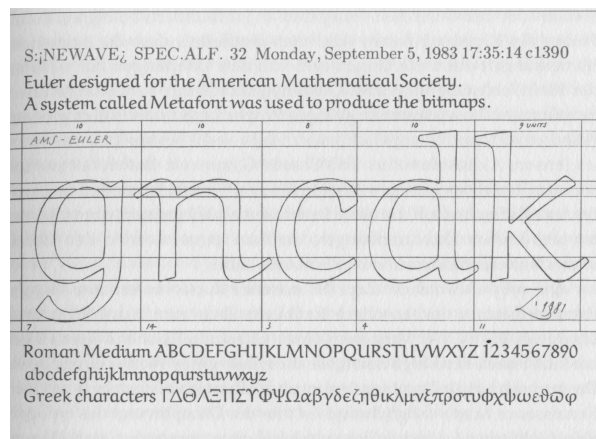 S:¡NEWAVIE¿ SPEC.ALF. 32 Monday, September 5, 1983 17:35:14 c1390
Euler designed for the American Mathematical Society.
A system called Metafont was used to produce the bitmaps.
10 10 8 10 9 UNITS
AMS-EULER
gncdk
1981
7 14 3 4 11
Roman Medium ABCDEFGHIJKLMNOPQURSTUVWXYZ 1234567890
abcdefghijklmnopqurstuvwxyz.
Greek characters ΓΔΘΛΞΠΣΥΦΨΩαβγδεζηθικλμνξπρστυφχψωεϑϖφ